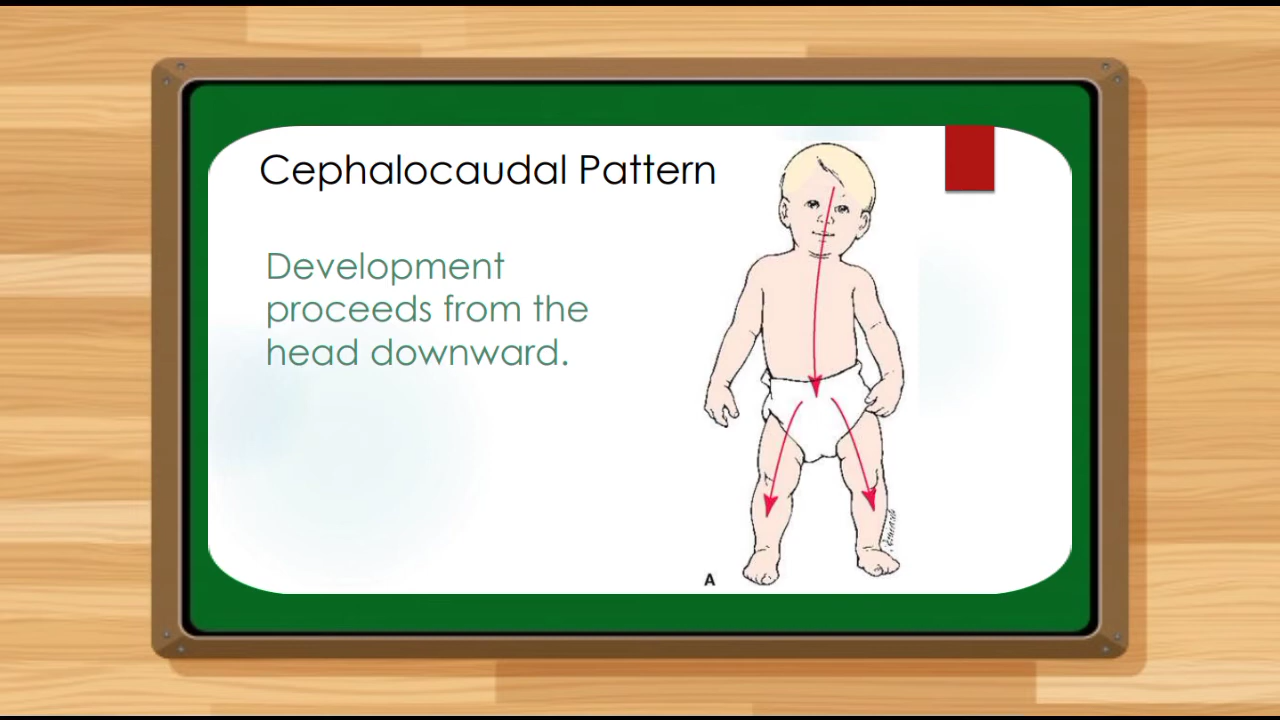 Cephalocaudal Pattern
Development
proceeds from the
head downward.
A